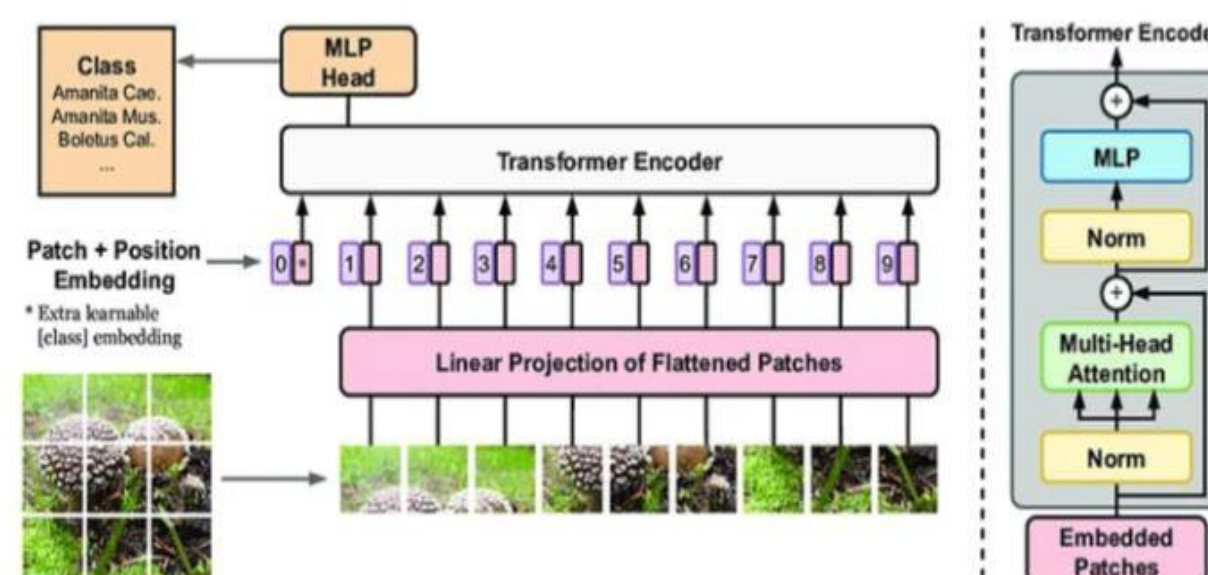 Class
Amanita Cae.
Amanita Mus.
Boletus Cal.
...
MLP
Head
Transformer Encoder
Patch + Position
Embedding
* Extra learnable
[class] embedding
0 * 1 2 3 4 5 6 7 8 9
Linear Projection of Flattened Patches
Transformer Encode
+
MLP
Norm
+
Multi-Head
Attention
Norm
Embedded
Patches